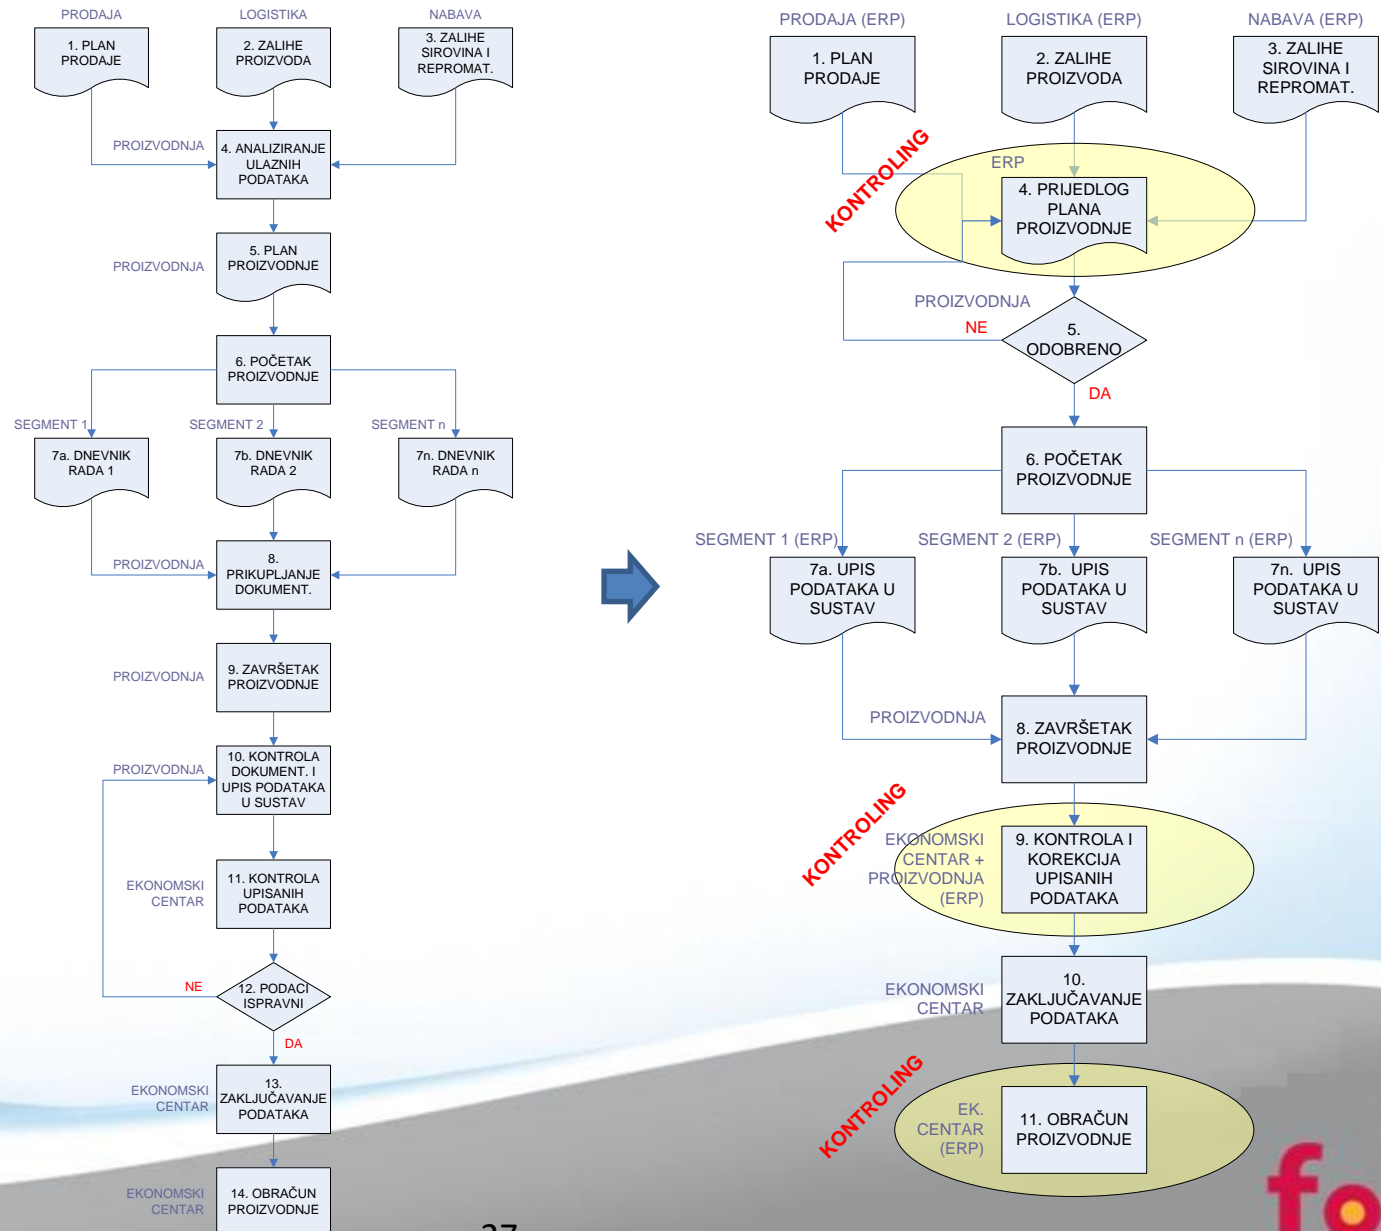 PRODAJA
LOGISTIKA
NABAVA
1. PLAN
PRODAJE
2. ZALIHE
PROIZVODA
3. ZALIHE
SIROVINA I
REPROMAT.
PROIZVODNJA
4. ANALIZIRANJE
ULAZNIH
PODATAKA
PROIZVODNJA
5. PLAN
PROIZVODNJE
6. POČETAK
PROIZVODNJE
SEGMENT 1
SEGMENT 2
SEGMENT n
7a. DNEVNIK
RADA 1
7b. DNEVNIK
RADA 2
7n. DNEVNIK
RADA n
PROIZVODNJA
8.
PRIKUPLJANJE
DOKUMENT.
PROIZVODNJA
9. ZAVRŠETAK
PROIZVODNJE
PROIZVODNJA
10. KONTROLA
DOKUMENT. I
UPIS PODATAKA
U SUSTAV
EKONOMSKI
CENTAR
11. KONTROLA
UPISANIH
PODATAKA
NE
12. PODACI
ISPRAVNI
DA
EKONOMSKI
CENTAR
13.
ZAKLJUČAVANJE
PODATAKA
EKONOMSKI
CENTAR
14. OBRAČUN
PROIZVODNJE
PRODAJA (ERP)
LOGISTIKA (ERP)
NABAVA (ERP)
1. PLAN
PRODAJE
2. ZALIHE
PROIZVODA
3. ZALIHE
SIROVINA I
REPROMAT.
KONTROLING
ERP
4. PRIJEDLOG
PLANA
PROIZVODNJE
PROIZVODNJA
NE
5.
ODOBRENO
DA
6. POČETAK
PROIZVODNJE
SEGMENT 1 (ERP)
SEGMENT 2 (ERP)
SEGMENT n (ERP)
7a. UPIS
PODATAKA U
SUSTAV
7b. UPIS
PODATAKA U
SUSTAV
7n. UPIS
PODATAKA U
SUSTAV
PROIZVODNJA
8. ZAVRŠETAK
PROIZVODNJE
KONTROLING
EKONOMSKI
CENTAR +
PROIZVODNJA
(ERP)
9. KONTROLA I
KOREKCIJA
UPISANIH
PODATAKA
EKONOMSKI
CENTAR
10.
ZAKLJUČAVANJE
PODATAKA
KONTROLING
EK.
CENTAR
(ERP)
11. OBRAČUN
PROIZVODNJE